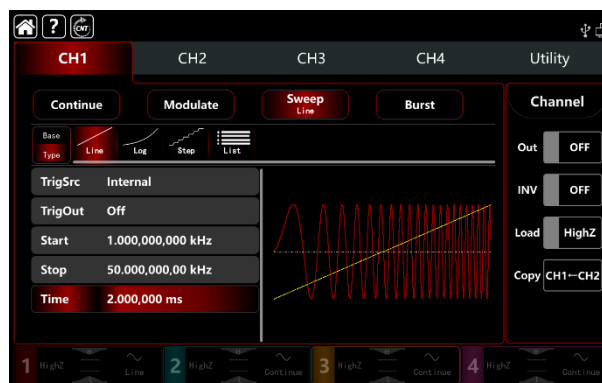 ? CNT
CH1 CH2 CH3 CH4 Utility
Continue Modulate Sweep Burst Channel
Line
Base
Type Line Log Step List
Out OFF
TrigSrc Internal
INV OFF
TrigOut Off
Start 1.000,000,000 kHz
Load HighZ
Stop 50.000,000,00 kHz
Copy CH1←CH2
Time 2.000,000 ms
1 HighZ Line 2 HighZ Continue 3 HighZ Continue 4 HighZ Continue